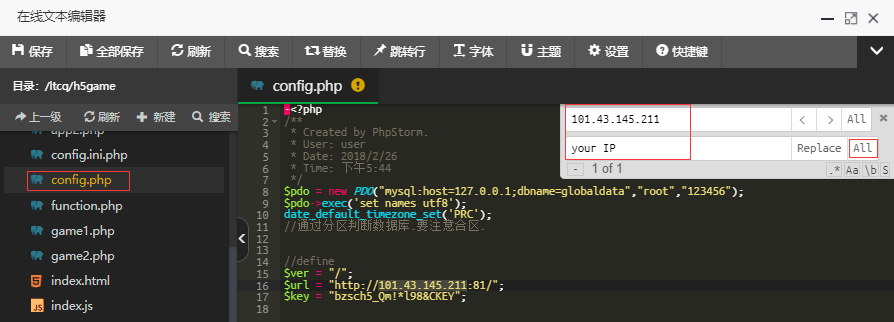 在线文本编辑器
保存 全部保存 刷新 搜索 替换 跳转行 字体 主题 设置 快捷键
目录：/ltcq/h5game
上一级 刷新 新建 搜索
app2.php
config.ini.php
config.php
function.php
game1.php
game2.php
index.html
index.js
config.php
101.43.145.211 All
your IP Replace All
- 1 of 1 .* Aa \b S
1 <?php
2 /**
3 * Created by PhpStorm.
4 * User: user
5 * Date: 2018/2/26
6 * Time: 下午5:44
7 */
8 $pdo = new PDO("mysql:host=127.0.0.1;dbname=globaldata","root","123456");
9 $pdo->exec('set names utf8');
10 date_default_timezone_set('PRC');
11 //通过分区判断数据库.要注意合区.
12
13
14 //define
15 $ver = "/";
16 $url = "http://101.43.145.211:81/";
17 $key = "bzsch5_Qm!*l98&CKEY";
18